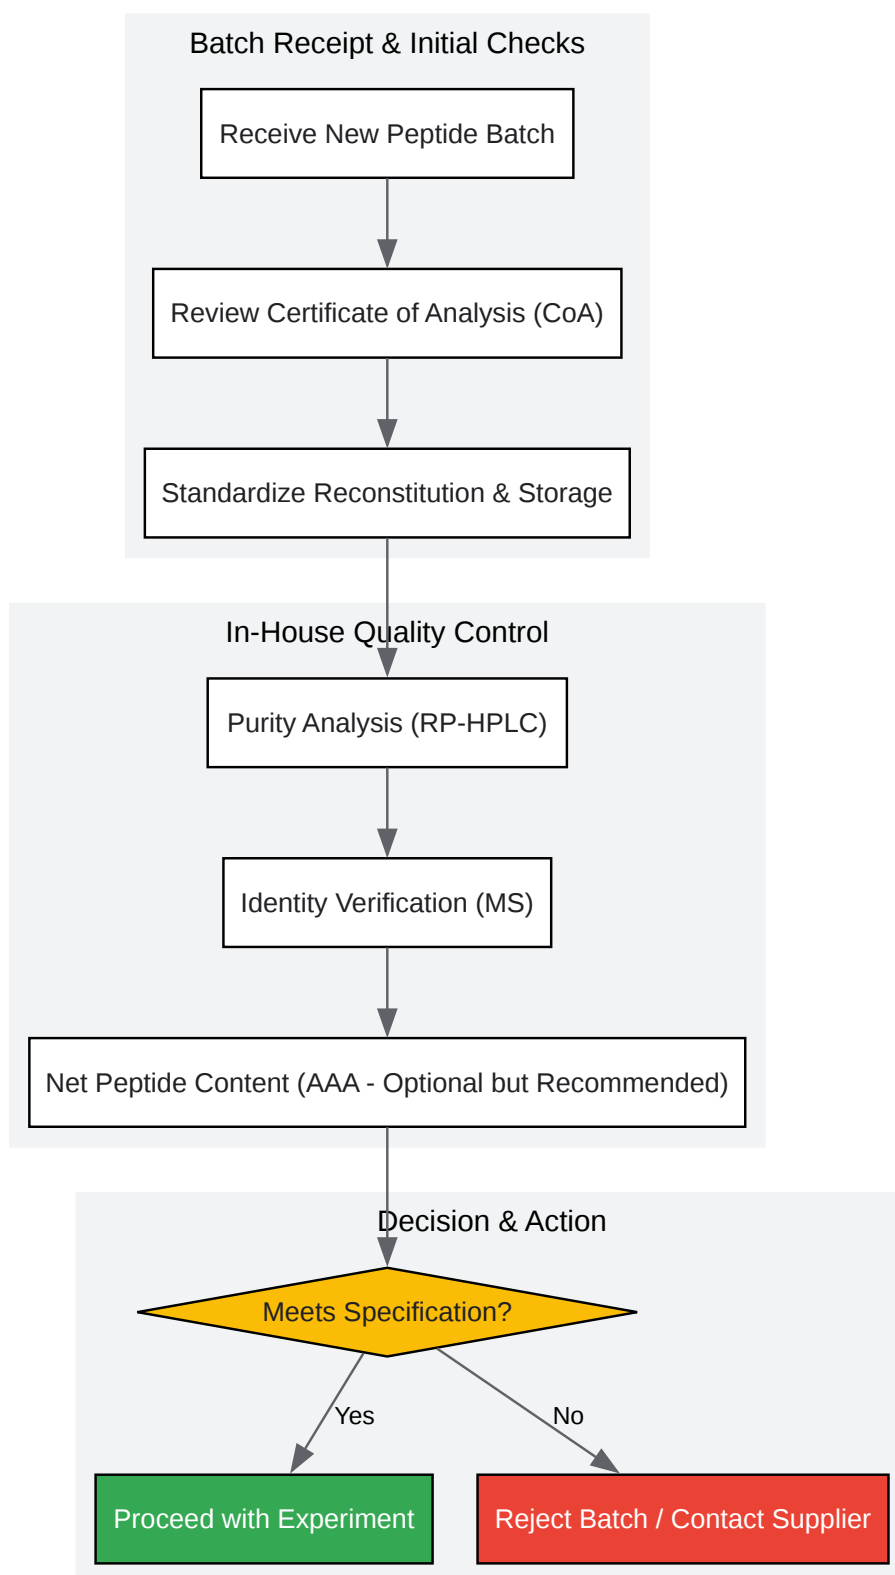 Batch Receipt & Initial Checks
Receive New Peptide Batch
Review Certificate of Analysis (CoA)
Standardize Reconstitution & Storage
In-House Quality Control
Purity Analysis (RP-HPLC)
Identity Verification (MS)
Net Peptide Content (AAA - Optional but Recommended)
Decision & Action
Meets Specification?
Yes
No
Proceed with Experiment
Reject Batch / Contact Supplier